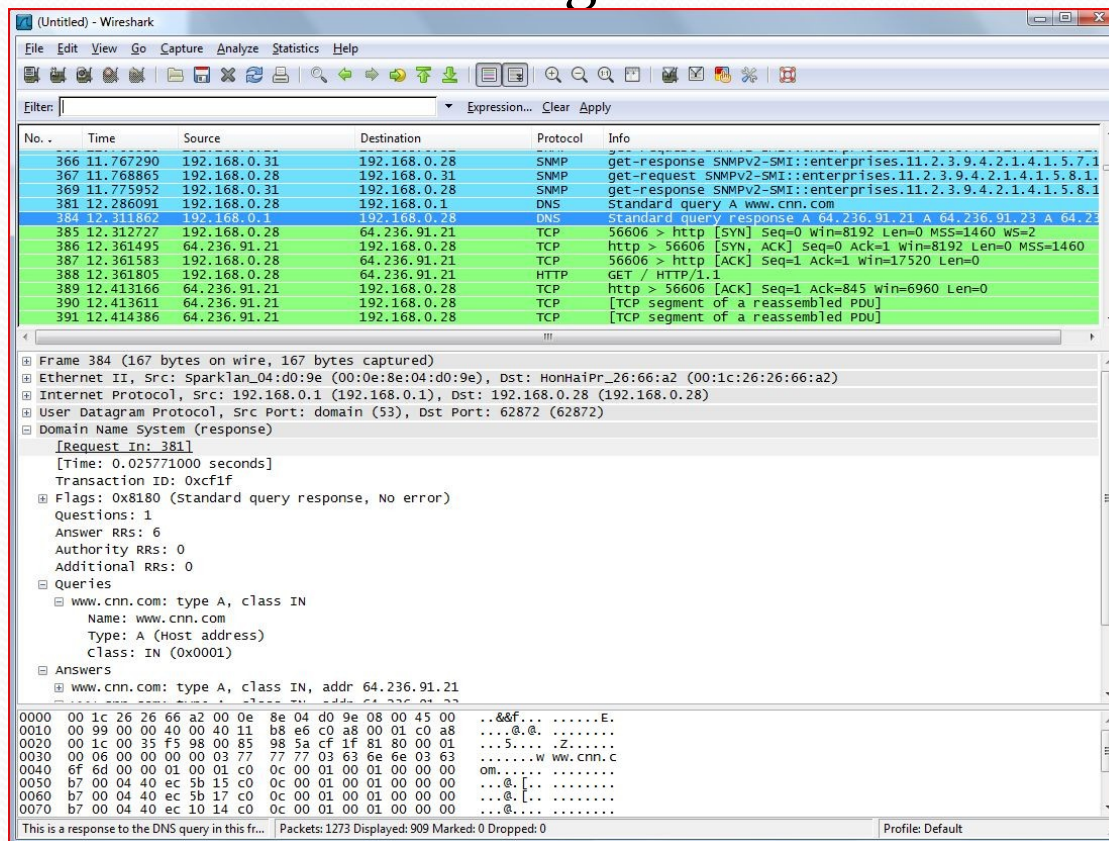 (Untitled) - Wireshark
File Edit View Go Capture Analyze Statistics Help
Filter: Expression... Clear Apply
No. . Time Source Destination Protocol Info
366 11.767290 192.168.0.31 192.168.0.28 SNMP get-response SNMPv2-SMI::enterprises.11.2.3.9.4.2.1.4.1.5.7.1
367 11.768865 192.168.0.28 192.168.0.31 SNMP get-request SNMPv2-SMI::enterprises.11.2.3.9.4.2.1.4.1.5.8.1.
369 11.775952 192.168.0.31 192.168.0.28 SNMP get-response SNMPv2-SMI::enterprises.11.2.3.9.4.2.1.4.1.5.8.1
381 12.286091 192.168.0.28 192.168.0.1 DNS Standard query A www.cnn.com
384 12.311862 192.168.0.1 192.168.0.28 DNS Standard query response A 64.236.91.21 A 64.236.91.23 A 64.23
385 12.312727 192.168.0.28 64.236.91.21 TCP 56606 > http [SYN] Seq=0 Win=8192 Len=0 MSS=1460 WS=2
386 12.361495 64.236.91.21 192.168.0.28 TCP http > 56606 [SYN, ACK] Seq=0 Ack=1 Win=8192 Len=0 MSS=1460
387 12.361583 192.168.0.28 64.236.91.21 TCP 56606 > http [ACK] Seq=1 Ack=1 Win=17520 Len=0
388 12.361805 192.168.0.28 64.236.91.21 HTTP GET / HTTP/1.1
389 12.413166 64.236.91.21 192.168.0.28 TCP http > 56606 [ACK] Seq=1 Ack=845 Win=6960 Len=0
390 12.413611 64.236.91.21 192.168.0.28 TCP [TCP segment of a reassembled PDU]
391 12.414386 64.236.91.21 192.168.0.28 TCP [TCP segment of a reassembled PDU]
Frame 384 (167 bytes on wire, 167 bytes captured)
Ethernet II, Src: Sparklan_04:d0:9e (00:0e:8e:04:d0:9e), Dst: HonHaiPr_26:66:a2 (00:1c:26:26:66:a2)
Internet Protocol, Src: 192.168.0.1 (192.168.0.1), Dst: 192.168.0.28 (192.168.0.28)
User Datagram Protocol, Src Port: domain (53), Dst Port: 62872 (62872)
Domain Name System (response)
[Request In: 381]
[Time: 0.025771000 seconds]
Transaction ID: 0xcf1f
Flags: 0x8180 (Standard query response, No error)
Questions: 1
Answer RRs: 6
Authority RRs: 0
Additional RRs: 0
Queries
www.cnn.com: type A, class IN
Name: www.cnn.com
Type: A (Host address)
Class: IN (0x0001)
Answers
www.cnn.com: type A, class IN, addr 64.236.91.21
0000 00 1c 26 26 66 a2 00 0e 8e 04 d0 9e 08 00 45 00 ..&&f... ......E.
0010 00 99 00 00 40 00 40 11 b8 e6 c0 a8 00 01 c0 a8 ....@.@. ........
0020 00 1c 00 35 f5 98 00 85 98 5a cf 1f 81 80 00 01 ...5.... .Z......
0030 00 06 00 00 00 00 03 77 77 77 03 63 6e 6e 03 63 .......w ww.cnn.c
0040 6f 6d 00 00 01 00 01 c0 0c 00 01 00 01 00 00 00 om...... ........
0050 b7 00 04 40 ec 5b 15 c0 0c 00 01 00 01 00 00 00 ...@.[.. ........
0060 b7 00 04 40 ec 5b 17 c0 0c 00 01 00 01 00 00 00 ...@.[.. ........
0070 b7 00 04 40 ec 10 14 c0 0c 00 01 00 01 00 00 00 ...@.... ........
This is a response to the DNS query in this fr... Packets: 1273 Displayed: 909 Marked: 0 Dropped: 0 Profile: Default